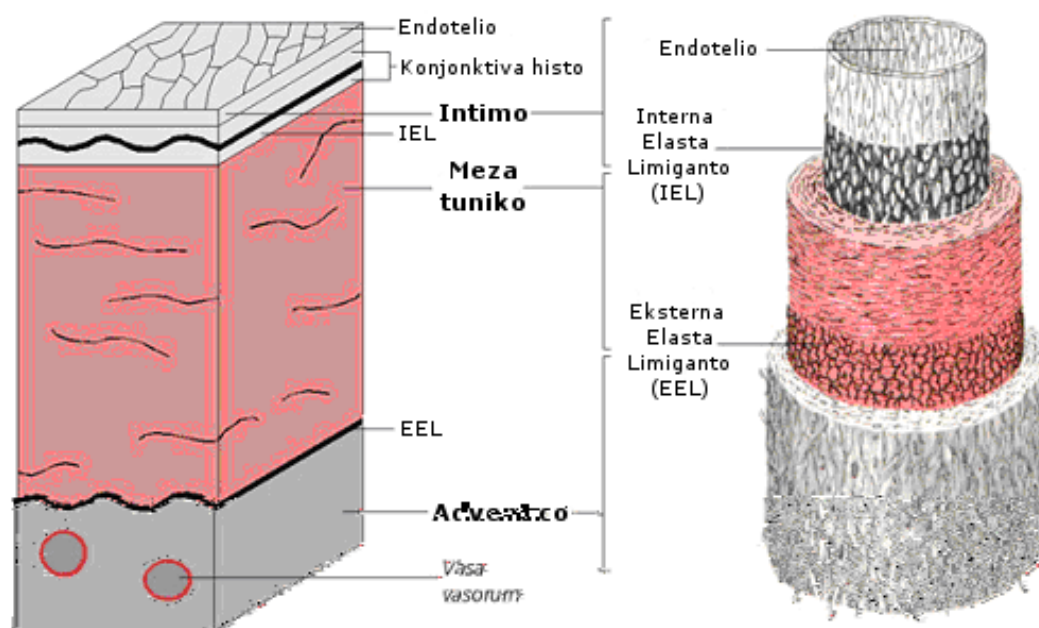 Endotelio
Konjonktiva histo
Intimo
IEL
Meza
tuniko
EEL
Vasa
vasorum
Endotelio
Interna
Elasta
Limiganto
(IEL)
Eksterna
Elasta
Limiganto
(EEL)